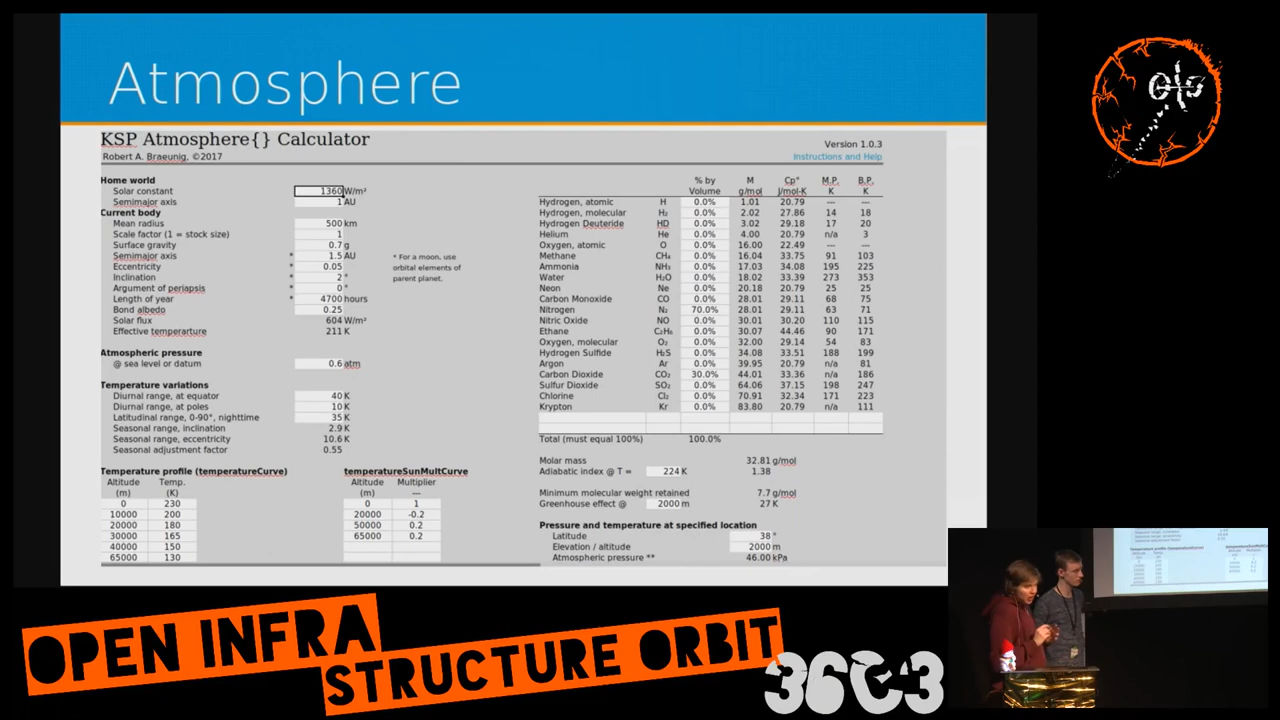 Atmosphere
KSP Atmosphere{} Calculator
Robert A. Braeunig, ©2017
Version 1.0.3
Instructions and Help
Home world
Solar constant 1360 W/m²
Semimajor axis 1 AU
Current body
Mean radius 500 km
Scale factor (1 = stock size) 1
Surface gravity 0.7 g
Semimajor axis * 1.5 AU
Eccentricity * 0.05
Inclination * 2 °
Argument of periapsis * 0 °
Length of year * 4700 hours
Bond albedo 0.25
Solar flux 604 W/m²
Effective temperarture 211 K
* For a moon, use
orbital elements of
parent planet.
Atmospheric pressure
@ sea level or datum 0.6 atm
Temperature variations
Diurnal range, at equator 40 K
Diurnal range, at poles 10 K
Latitudinal range, 0-90°, nighttime 35 K
Seasonal range, inclination 2.9 K
Seasonal range, eccentricity 10.6 K
Seasonal adjustment factor 0.55
Temperature profile (temperatureCurve)
Altitude Temp.
(m) (K)
0 230
10000 200
20000 180
30000 165
40000 150
65000 130
temperatureSunMultCurve
Altitude Multiplier
(m) ---
0 1
20000 -0.2
50000 0.2
65000 0.2
% by M Cp° M.P. B.P.
Volume g/mol J/mol-K K K
Hydrogen, atomic H 0.0% 1.01 20.79 --- ---
Hydrogen, molecular H₂ 0.0% 2.02 27.86 14 18
Hydrogen Deuteride HD 0.0% 3.02 29.18 17 20
Helium He 0.0% 4.00 20.79 n/a 3
Oxygen, atomic O 0.0% 16.00 22.49 --- ---
Methane CH₄ 0.0% 16.04 33.75 91 103
Ammonia NH₃ 0.0% 17.03 34.08 195 225
Water H₂O 0.0% 18.02 33.39 273 353
Neon Ne 0.0% 20.18 20.79 25 25
Carbon Monoxide CO 0.0% 28.01 29.11 68 75
Nitrogen N₂ 70.0% 28.01 29.11 63 71
Nitric Oxide NO 0.0% 30.01 30.20 110 115
Ethane C₂H₆ 0.0% 30.07 44.46 90 171
Oxygen, molecular O₂ 0.0% 32.00 29.14 54 83
Hydrogen Sulfide H₂S 0.0% 34.08 33.51 188 199
Argon Ar 0.0% 39.95 20.79 n/a 81
Carbon Dioxide CO₂ 30.0% 44.01 33.36 n/a 186
Sulfur Dioxide SO₂ 0.0% 64.06 37.15 198 247
Chlorine Cl₂ 0.0% 70.91 32.34 171 223
Krypton Kr 0.0% 83.80 20.79 n/a 111
Total (must equal 100%) 100.0%
Molar mass 32.81 g/mol
Adiabatic index @ T = 224 K 1.38
Minimum molecular weight retained 7.7 g/mol
Greenhouse effect @ 2000 m 27 K
Pressure and temperature at specified location
Latitude 38 °
Elevation / altitude 2000 m
Atmospheric pressure ** 46.00 kPa
OIO
OPEN INFRA
STRUCTURE ORBIT
36C3